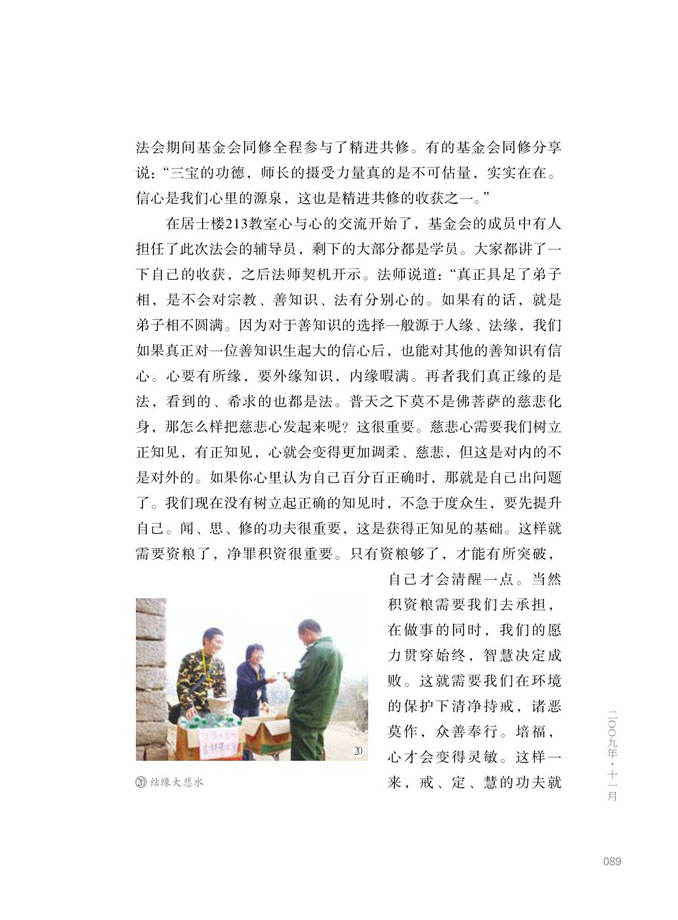 法会期间基金会同修全程参与了精进共修。有的基金会同修分享
说：“三宝的功德，师长的摄受力量真的是不可估量，实实在在。
信心是我们心里的源泉，这也是精进共修的收获之一。”
在居士楼213教室心与心的交流开始了，基金会的成员中有人
担任了此次法会的辅导员，剩下的大部分都是学员。大家都讲了一
下自己的收获，之后法师契机开示。法师说道：“真正具足了弟子
相，是不会对宗教、善知识、法有分别心的。如果有的话，就是
弟子相不圆满。因为对于善知识的选择一般源于人缘、法缘，我们
如果真正对一位善知识生起大的信心后，也能对其他的善知识有信
心。心要有所缘，要外缘知识，内缘暇满。再者我们真正缘的是
法，看到的、希求的也都是法。普天之下莫不是佛菩萨的慈悲化
身，那怎么样把慈悲心发起来呢？这很重要。慈悲心需要我们树立
正知见，有正知见，心就会变得更加调柔、慈悲，但这是对内的不
是对外的。如果你心里认为自己百分百正确时，那就是自己出问题
了。我们现在没有树立起正确的知见时，不急于度众生，要先提升
自己。闻、思、修的功夫很重要，这是获得正知见的基础。这样就
需要资粮了，净罪积资很重要。只有资粮够了，才能有所突破，
自己才会清醒一点。当然
积资粮需要我们去承担，
在做事的同时，我们的愿
力贯穿始终，智慧决定成
败。这就需要我们在环境
的保护下清净持戒，诸恶
莫作，众善奉行。培福，
心才会变得灵敏。这样一
来，戒、定、慧的功夫就
⑳
⑳ 结缘大悲水
二〇〇九年·十一月
089